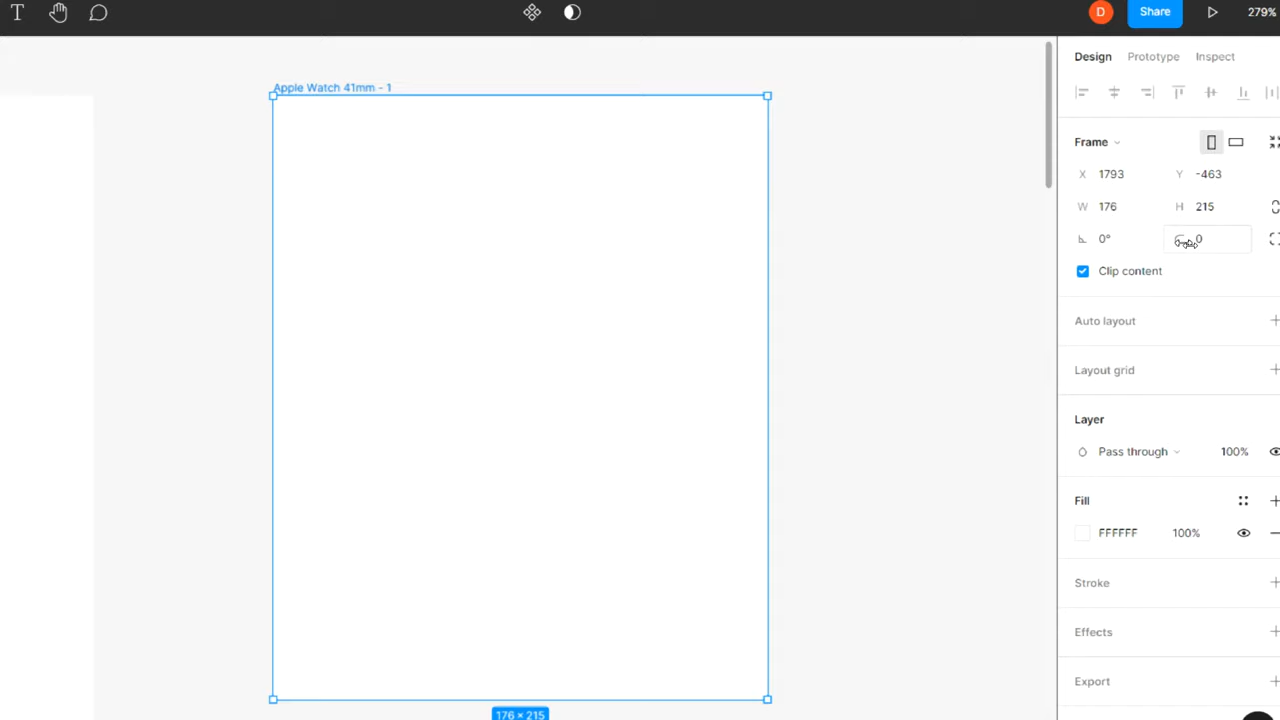 T
D
Share
279%
Design Prototype Inspect
Apple Watch 41mm - 1
Frame
X 1793 Y -463
W 176 H 215
0° 0
Clip content
Auto layout
Layout grid
Layer
Pass through 100%
Fill
FFFFFF 100%
Stroke
Effects
Export
176 × 215